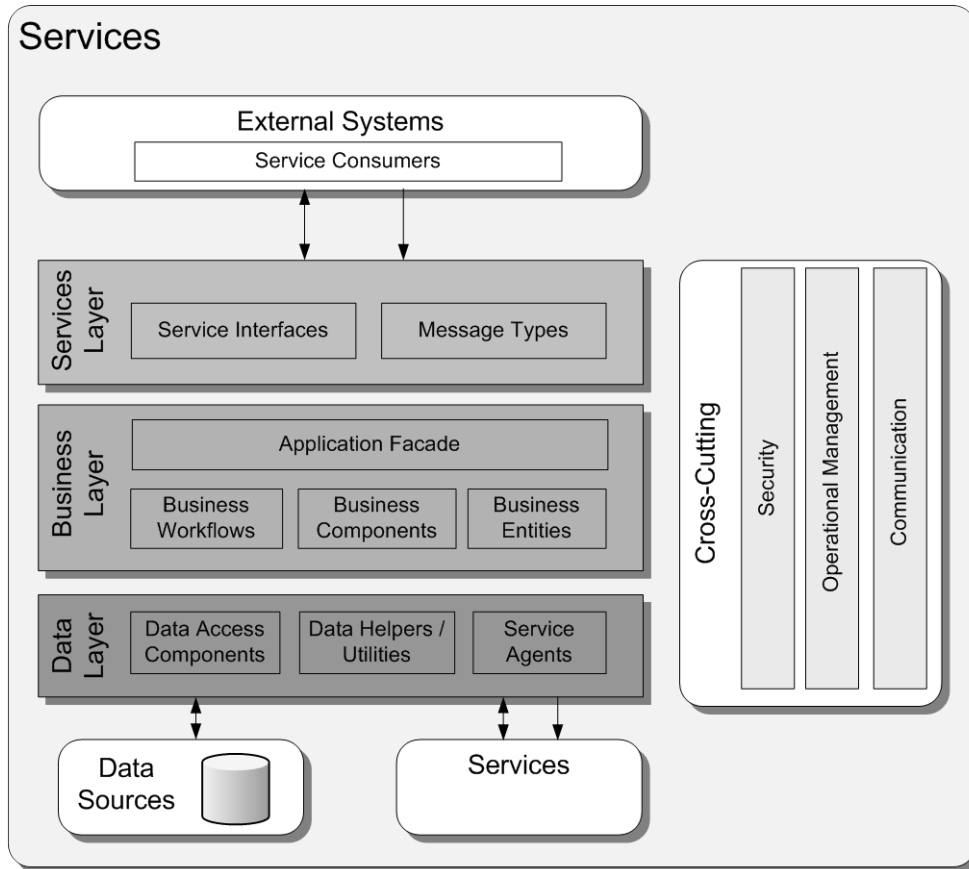 Services
External Systems
Service Consumers
Services
Layer
Service Interfaces
Message Types
Business
Layer
Application Facade
Business
Workflows
Business
Components
Business
Entities
Data
Layer
Data Access
Components
Data Helpers /
Utilities
Service
Agents
Data
Sources
Services
Cross-Cutting
Security
Operational Management
Communication